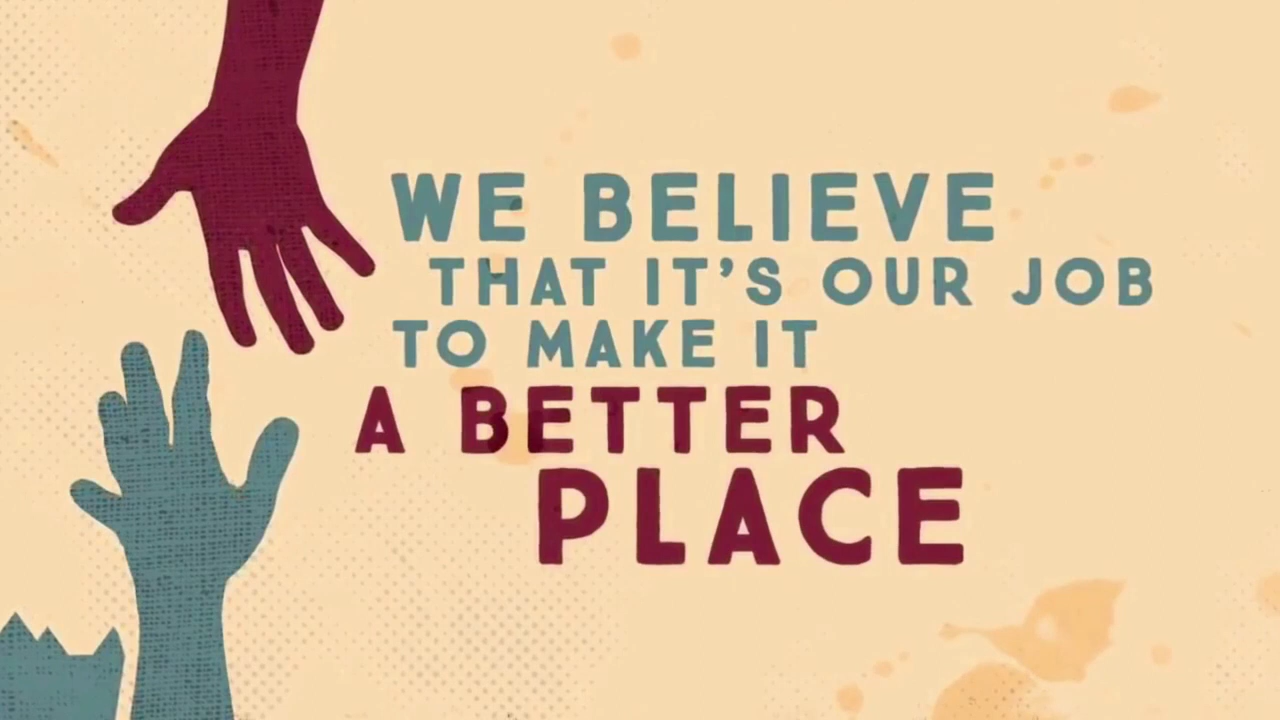 WE BELIEVE
THAT IT'S OUR JOB
TO MAKE IT
A BETTER
PLACE